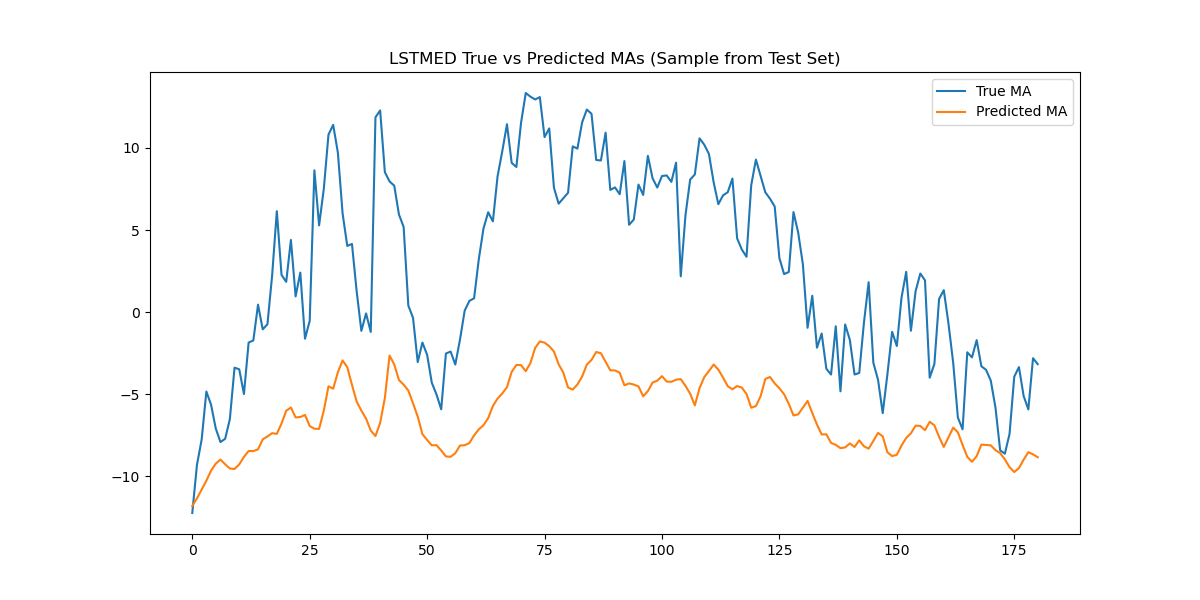 LSTMED True vs Predicted MAs (Sample from Test Set)
True MA
Predicted MA
10
5
0
−5
−10
0 25 50 75 100 125 150 175